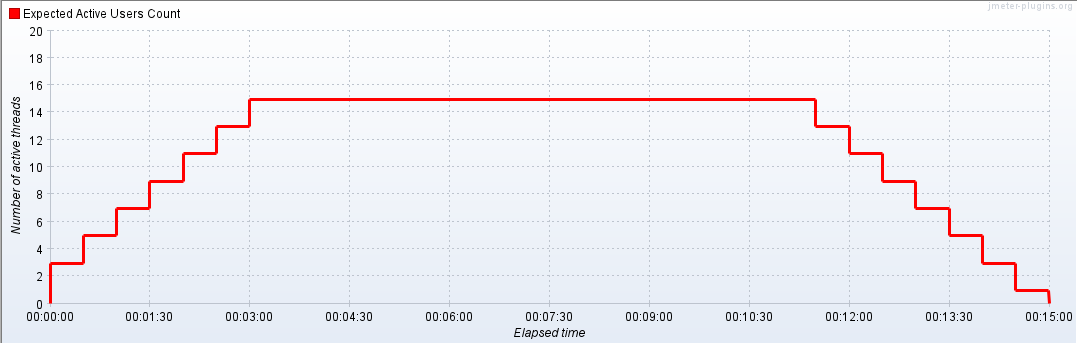 jmeter-plugins.org
Expected Active Users Count
20
18
16
14
12
10
8
6
4
2
0
Number of active threads
00:00:00 00:01:30 00:03:00 00:04:30 00:06:00 00:07:30 00:09:00 00:10:30 00:12:00 00:13:30 00:15:00
Elapsed time